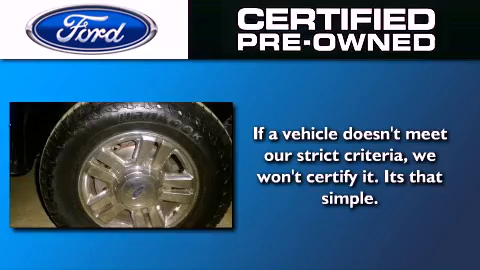 Ford
CERTIFIED
PRE-OWNED
If a vehicle doesn't meet
our strict criteria, we
won't certify it. Its that
simple.